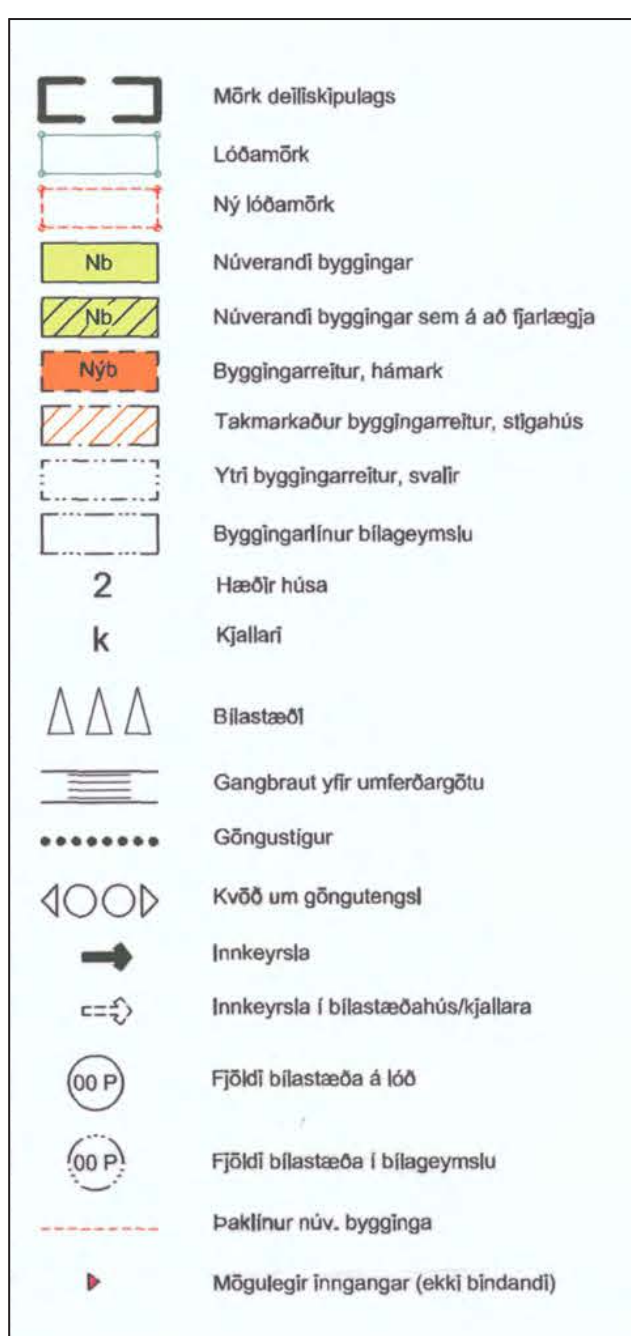 Mörk deiliskipulags
Lóðamörk
Ný lóðamörk
Nb Núverandi byggingar
Nb Núverandi byggingar sem á að fjarlægja
Nýb Byggingarreitur, hámark
Takmarkaður byggingarreitur, stigahús
Ytri byggingarreitur, svalir
Byggingarlínur bílageymslu
2 Hæðir húsa
k Kjallari
Bílastæði
Gangbraut yfir umferðargötu
Göngustígur
Kvöð um göngutengsl
Innkeyrsla
Innkeyrsla í bílastæðahús/kjallara
00 P Fjöldi bílastæða á lóð
00 P Fjöldi bílastæða í bílageymslu
Þaklínur núv. bygginga
Mögulegir inngangar (ekki bindandi)